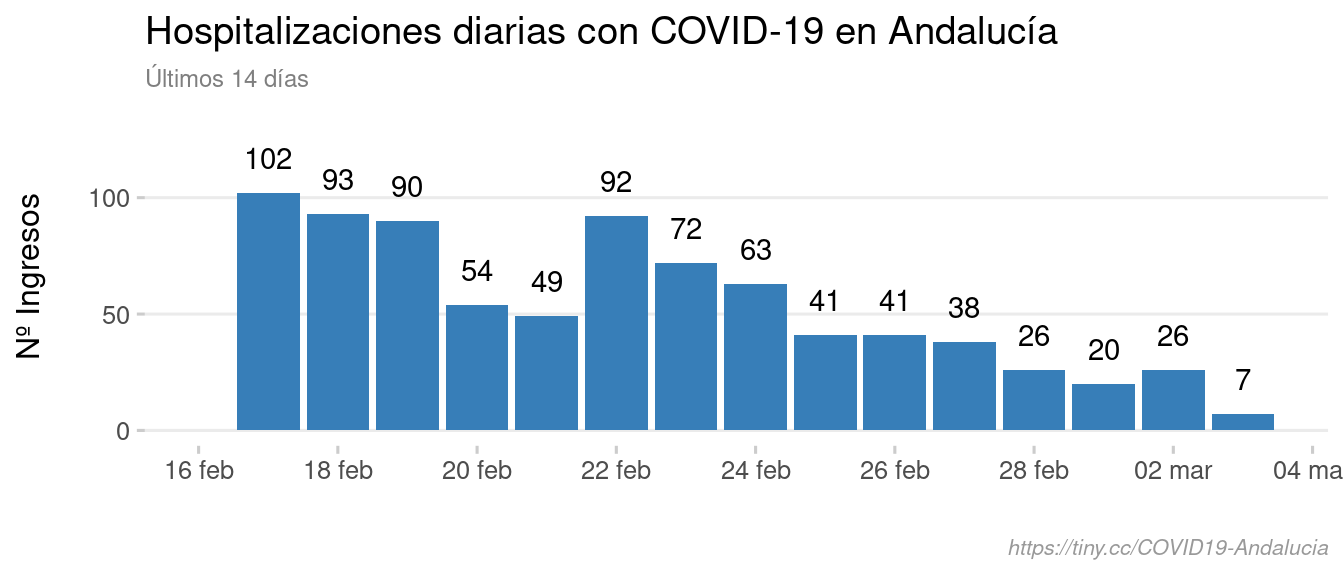 Hospitalizaciones diarias con COVID-19 en Andalucía
Últimos 14 días
Nº Ingresos
100
50
0
102
93
90
54
49
92
72
63
41
41
38
26
20
26
7
16 feb
18 feb
20 feb
22 feb
24 feb
26 feb
28 feb
02 mar
04 ma
https://tiny.cc/COVID19-Andalucia